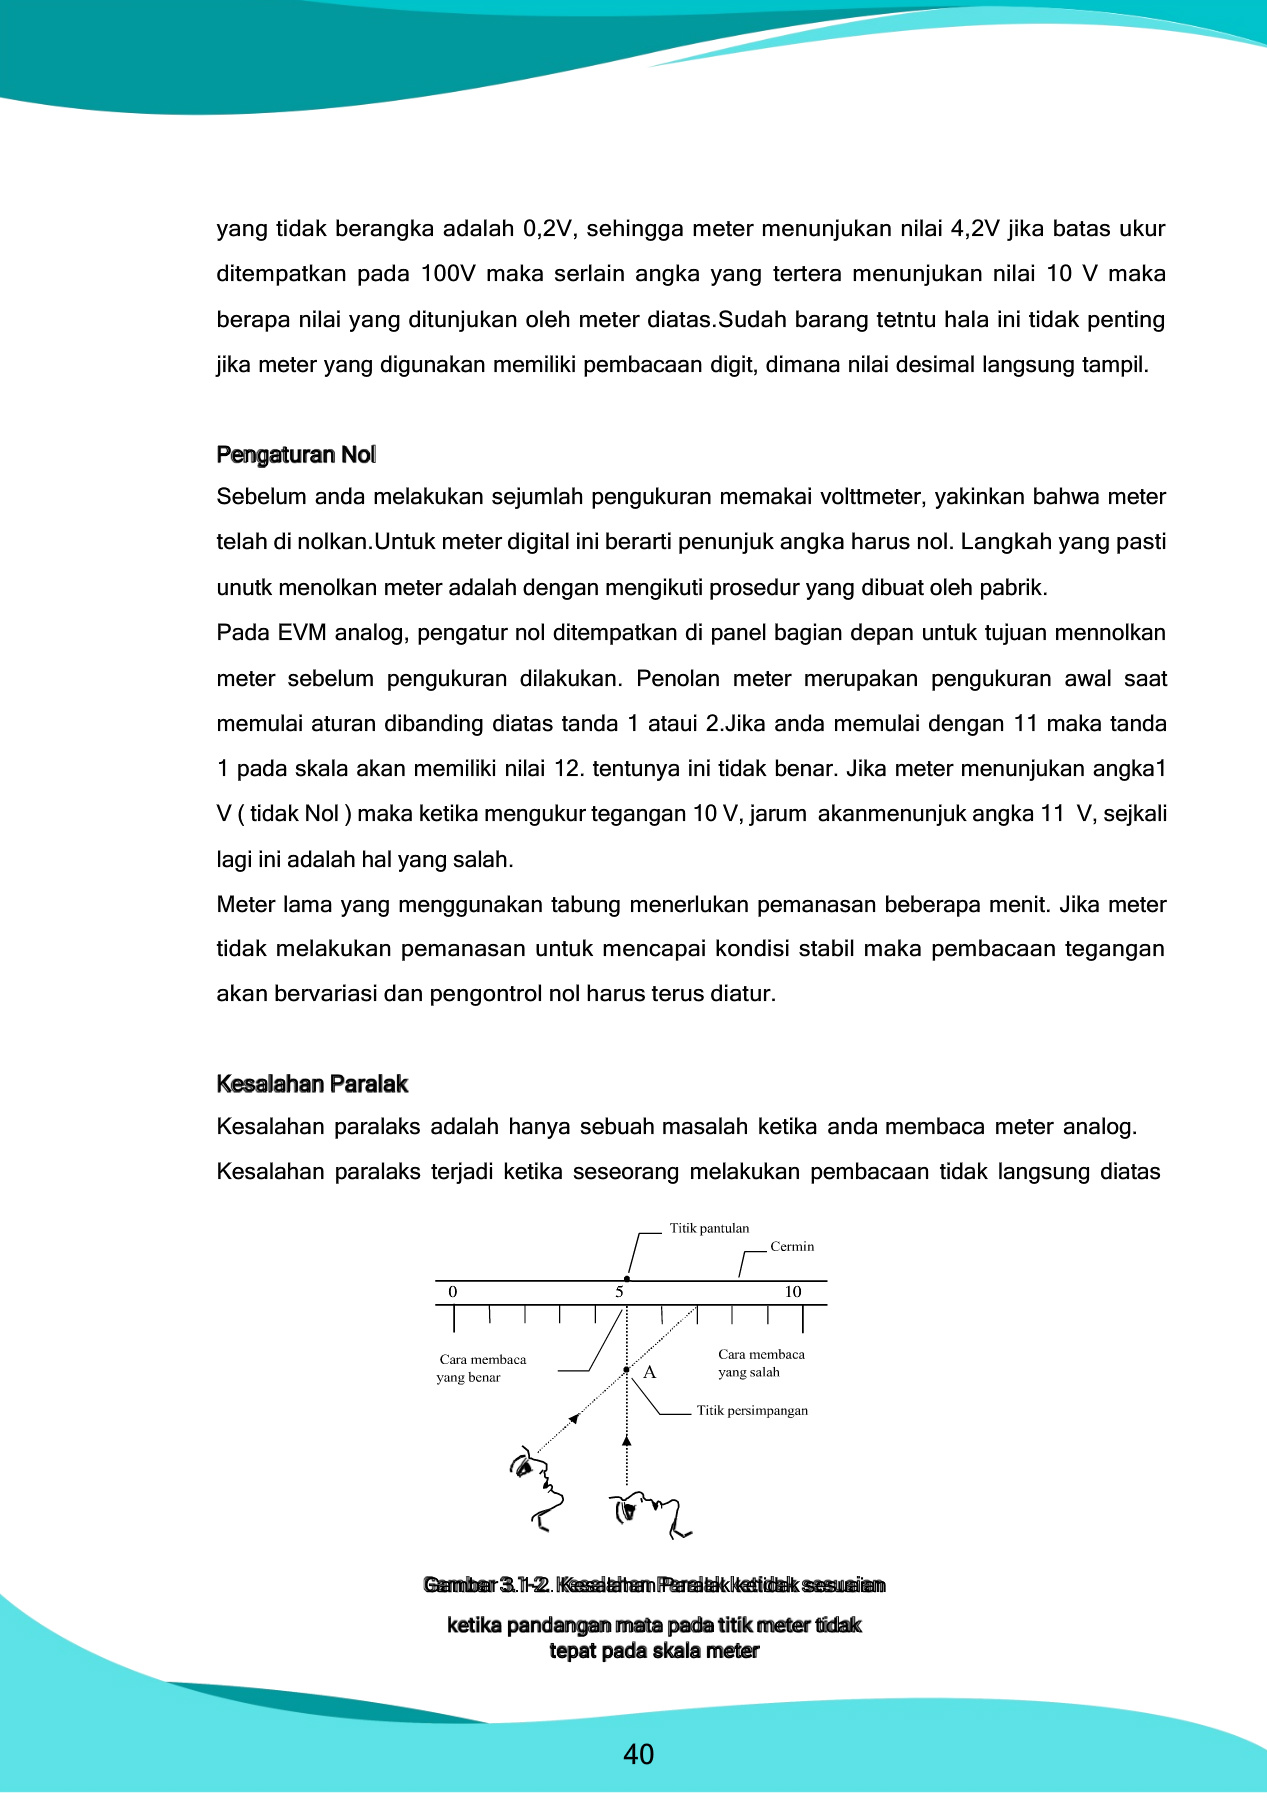 yang tidak berangka adalah 0,2V, sehingga meter menunjukan nilai 4,2V jika batas ukur
ditempatkan pada 100V maka serlain angka yang tertera menunjukan nilai 10 V maka
berapa nilai yang ditunjukan oleh meter diatas.Sudah barang tetntu hala ini tidak penting
jika meter yang digunakan memiliki pembacaan digit, dimana nilai desimal langsung tampil.
Pengaturan Nol
Sebelum anda melakukan sejumlah pengukuran memakai volttmeter, yakinkan bahwa meter
telah di nolkan.Untuk meter digital ini berarti penunjuk angka harus nol. Langkah yang pasti
unutk menolkan meter adalah dengan mengikuti prosedur yang dibuat oleh pabrik.
Pada EVM analog, pengatur nol ditempatkan di panel bagian depan untuk tujuan mennolkan
meter sebelum pengukuran dilakukan. Penolan meter merupakan pengukuran awal saat
memulai aturan dibanding diatas tanda 1 ataui 2.Jika anda memulai dengan 11 maka tanda
1 pada skala akan memiliki nilai 12. tentunya ini tidak benar. Jika meter menunjukan angka1
V ( tidak Nol ) maka ketika mengukur tegangan 10 V, jarum akanmenunjuk angka 11 V, sejkali
lagi ini adalah hal yang salah.
Meter lama yang menggunakan tabung menerlukan pemanasan beberapa menit. Jika meter
tidak melakukan pemanasan untuk mencapai kondisi stabil maka pembacaan tegangan
akan bervariasi dan pengontrol nol harus terus diatur.
Kesalahan Paralak
Kesalahan paralaks adalah hanya sebuah masalah ketika anda membaca meter analog.
Kesalahan paralaks terjadi ketika seseorang melakukan pembacaan tidak langsung diatas
Titik pantulan
Cermin
0 5 10
Cara membaca
yang benar
A
Cara membaca
yang salah
Titik persimpangan
Gambar 3.1-2. Kesalahan Paralak ketidak sesuaian
ketika pandangan mata pada titik meter tidak
tepat pada skala meter
40